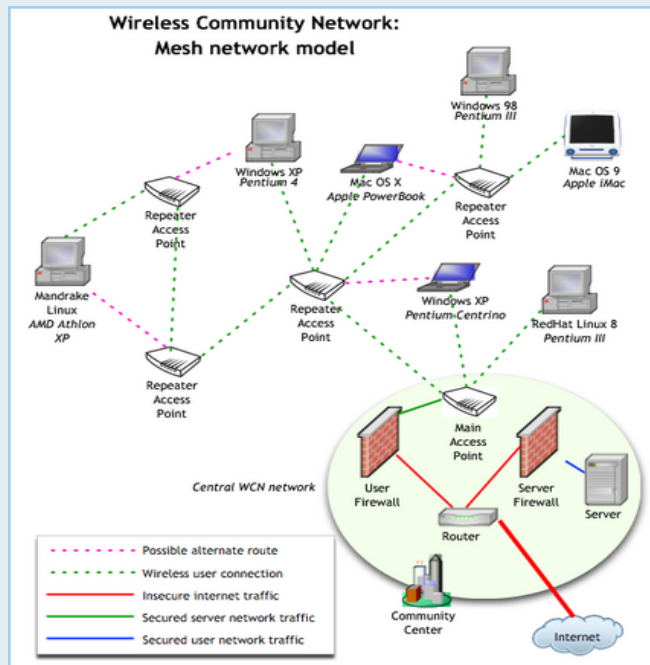 Wireless Community Network:
Mesh network model
Windows 98
Pentium III
Windows XP
Pentium 4
Mac OS X
Apple PowerBook
Mac OS 9
Apple iMac
Repeater
Access
Point
Repeater
Access
Point
Mandrake
Linux
AMD Athlon
XP
Repeater
Access
Point
Windows XP
Pentium Centrino
RedHat Linux 8
Pentium III
Repeater
Access
Point
Main
Access
Point
Central WCN network
User
Firewall
Server
Firewall
Server
Router
Community
Center
Internet
Possible alternate route
Wireless user connection
Insecure internet traffic
Secured server network traffic
Secured user network traffic